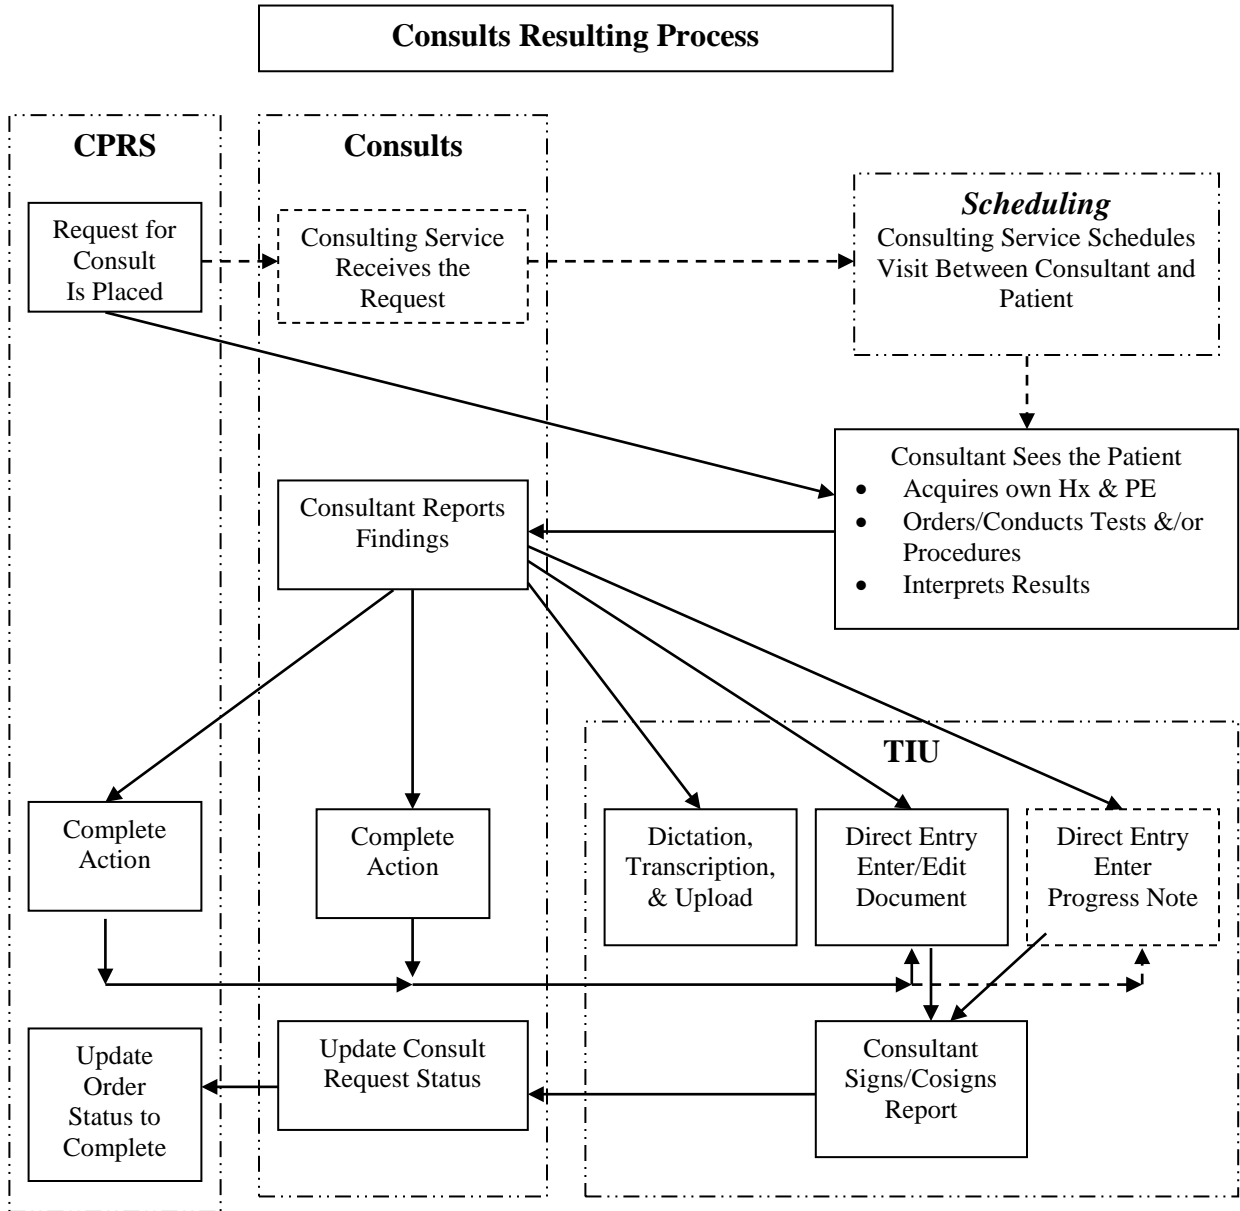 Consults Resulting Process
CPRS
Consults
Request for
Consult
Is Placed
Consulting Service
Receives the
Request
Scheduling
Consulting Service Schedules
Visit Between Consultant and
Patient
Consultant Sees the Patient
• Acquires own Hx & PE
• Orders/Conducts Tests &/or
Procedures
• Interprets Results
Consultant Reports
Findings
TIU
Complete
Action
Complete
Action
Dictation,
Transcription,
& Upload
Direct Entry
Enter/Edit
Document
Direct Entry
Enter
Progress Note
Update
Order
Status to
Complete
Update Consult
Request Status
Consultant
Signs/Cosigns
Report